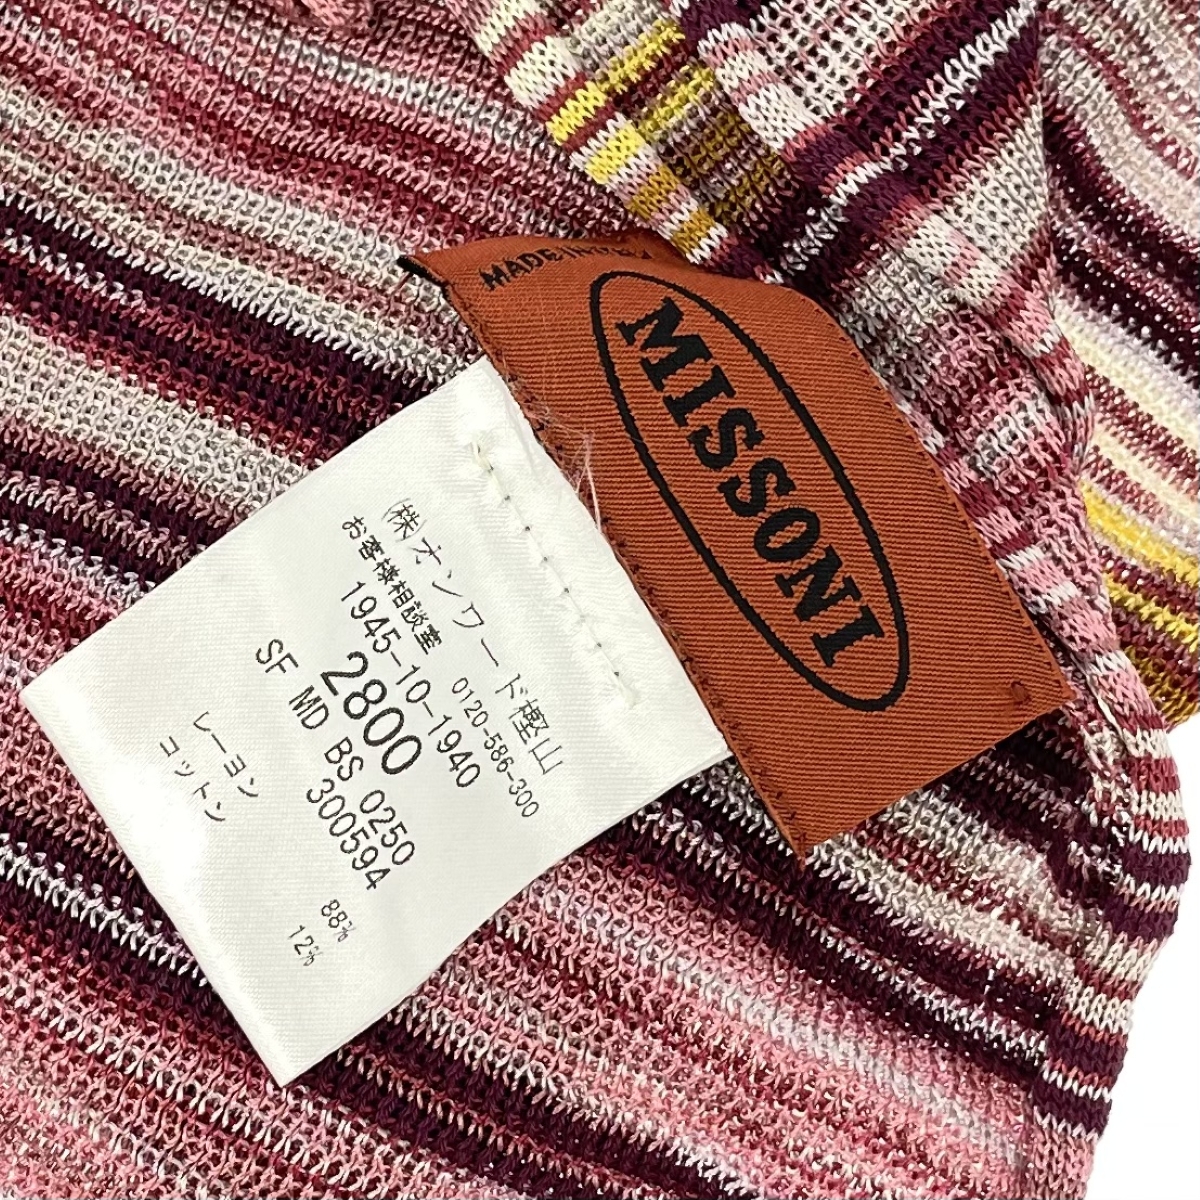 MADE IN
MISSONI
(株)オンワード樫山
お客様相談室 0120-586-300
1945-10-1940
2800
SF MD BS 0250
300594
レーヨン 88%
コットン 12%